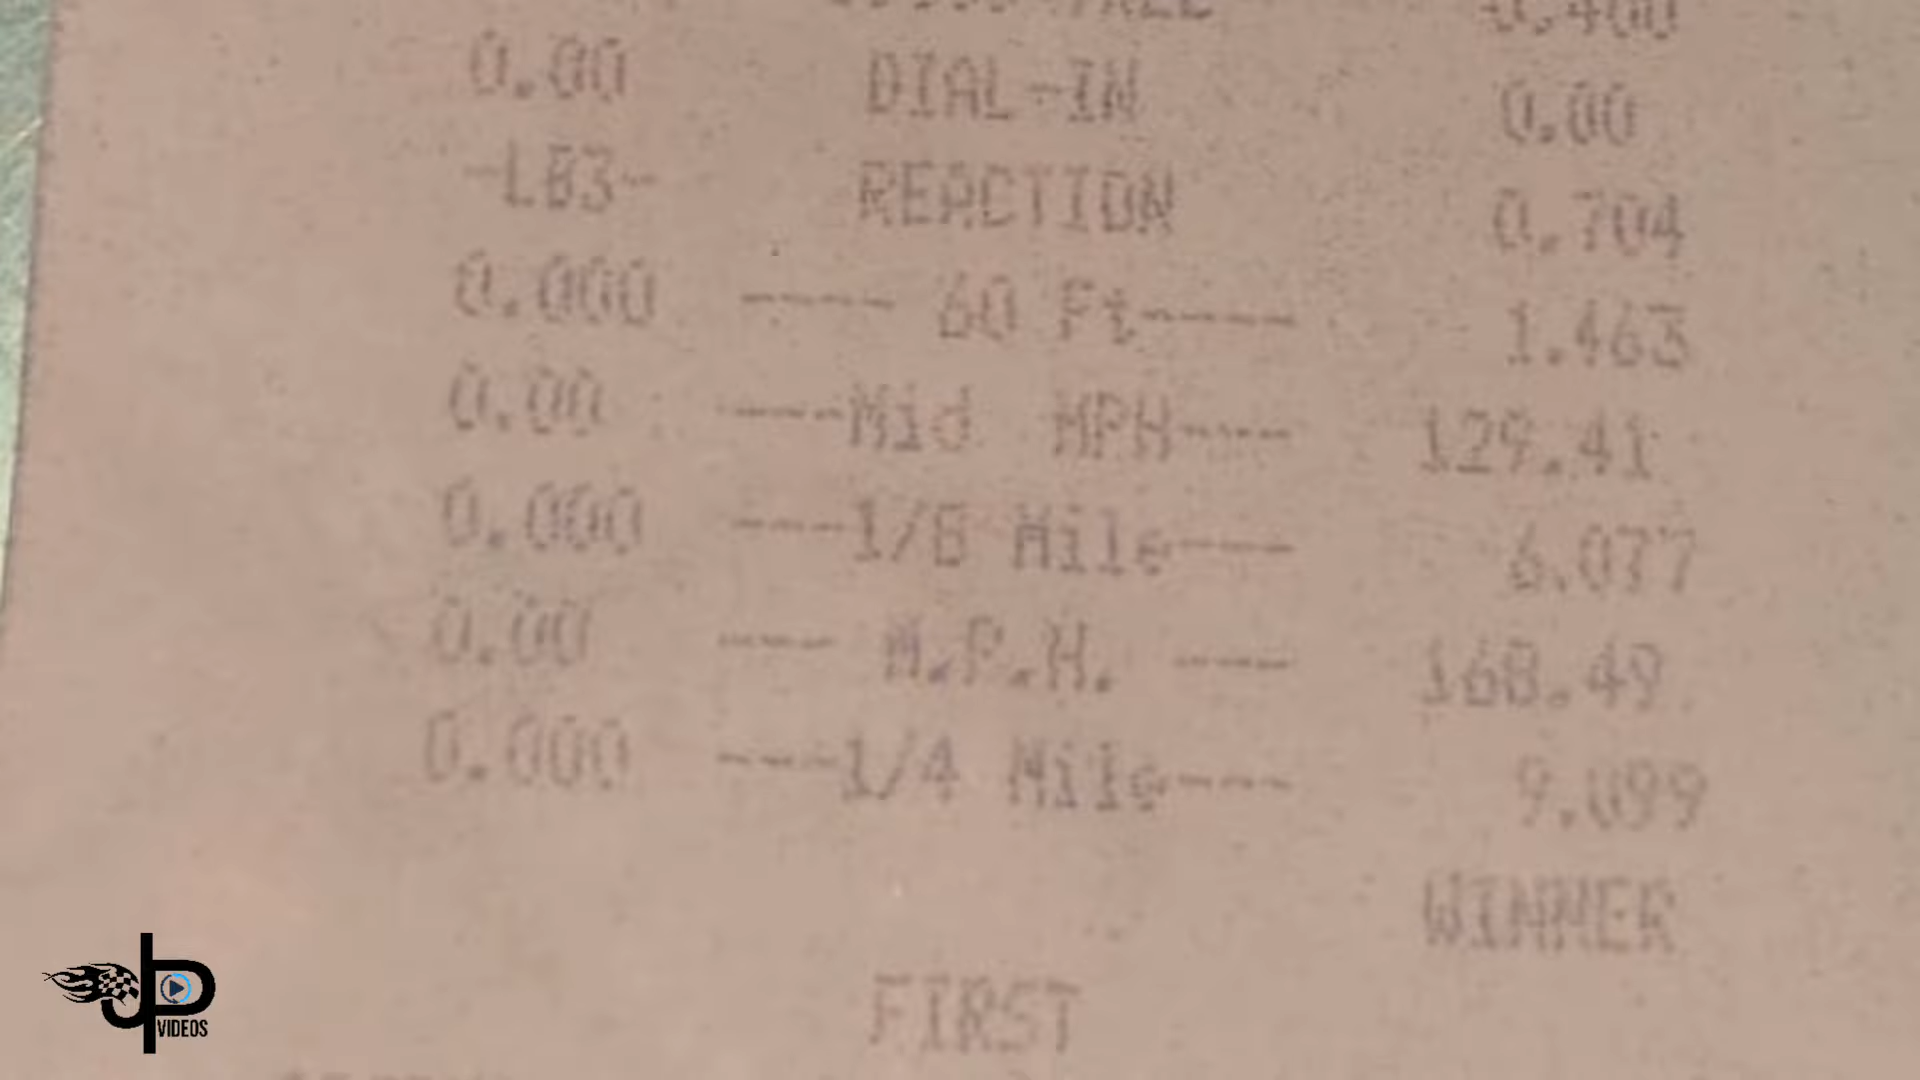 0.00 DIAL-IN 0.00
-LB3- REACTION 0.704
0.000 ---- 60 Ft---- 1.463
0.00 ----Mid MPH---- 129.41
0.000 ----1/8 Mile---- 6.077
0.00 ---- M.P.H. ---- 168.49
0.000 ----1/4 Mile---- 9.099
WINNER
FIRST
JP
VIDEOS